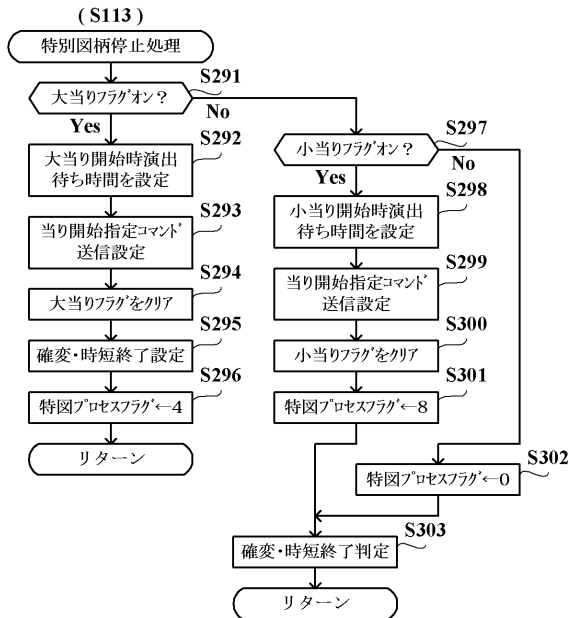 ( S113 )
特別図柄停止処理
S291
大当りフラグオン?
Yes
No
S292
大当り開始時演出
待ち時間を設定
S293
当り開始指定コマンド
送信設定
S294
大当りフラグをクリア
S295
確変・時短終了設定
S296
特図プロセスフラグ←4
リターン
S297
小当りフラグオン?
Yes
No
S298
小当り開始時演出
待ち時間を設定
S299
当り開始指定コマンド
送信設定
S300
小当りフラグをクリア
S301
特図プロセスフラグ←8
S302
特図プロセスフラグ←0
S303
確変・時短終了判定
リターン